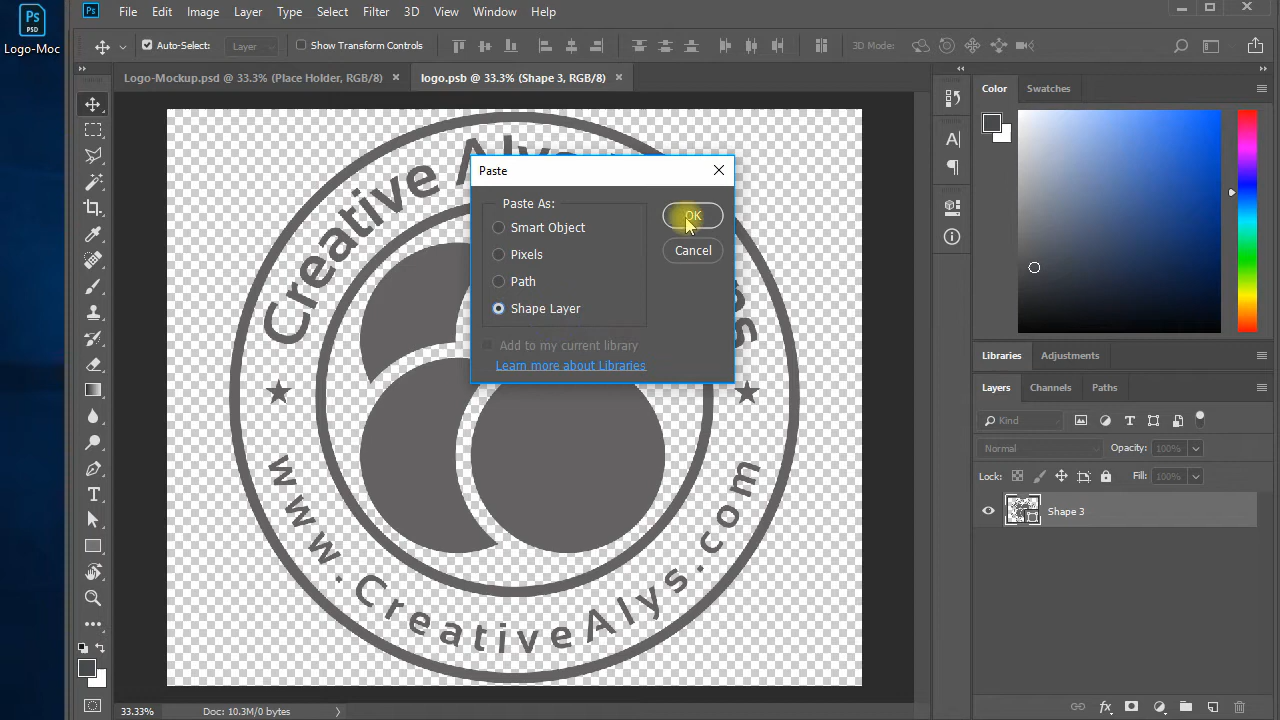 Ps
File Edit Image Layer Type Select Filter 3D View Window Help
Ps
PSD
Logo-Moc
Auto-Select: Layer Show Transform Controls 3D Mode:
Logo-Mockup.psd @ 33.3% (Place Holder, RGB/8) × logo.psb @ 33.3% (Shape 3, RGB/8) ×
Color Swatches
Creative Alys
www.CreativeAlys.com
Paste
Paste As:
Smart Object
Pixels
Path
Shape Layer
OK
Cancel
Add to my current library
Learn more about Libraries
Libraries Adjustments
Layers Channels Paths
Kind
Normal Opacity: 100%
Lock: Fill: 100%
Shape 3
33.33% Doc: 10.3M/0 bytes